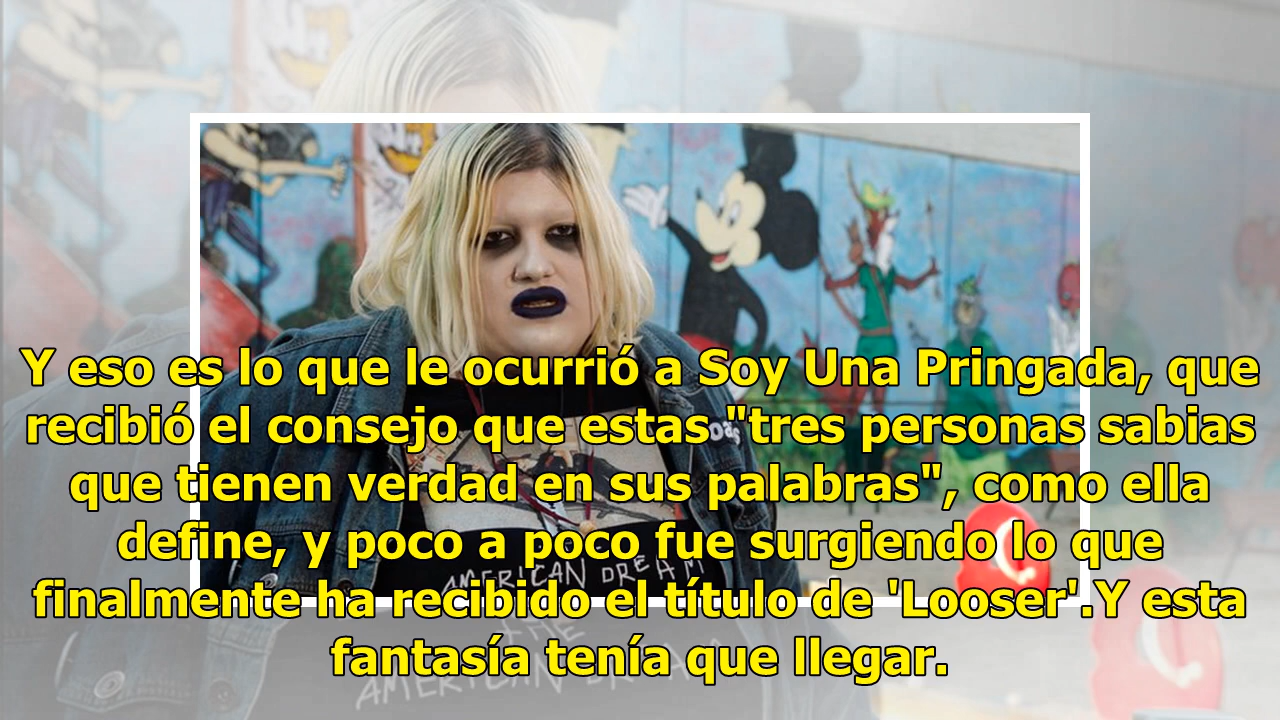 Y eso es lo que le ocurrió a Soy Una Pringada, que
recibió el consejo que estas "tres personas sabias
que tienen verdad en sus palabras", como ella
define, y poco a poco fue surgiendo lo que
finalmente ha recibido el título de 'Looser'.Y esta
fantasía tenía que llegar.
AMERICAN DREAM